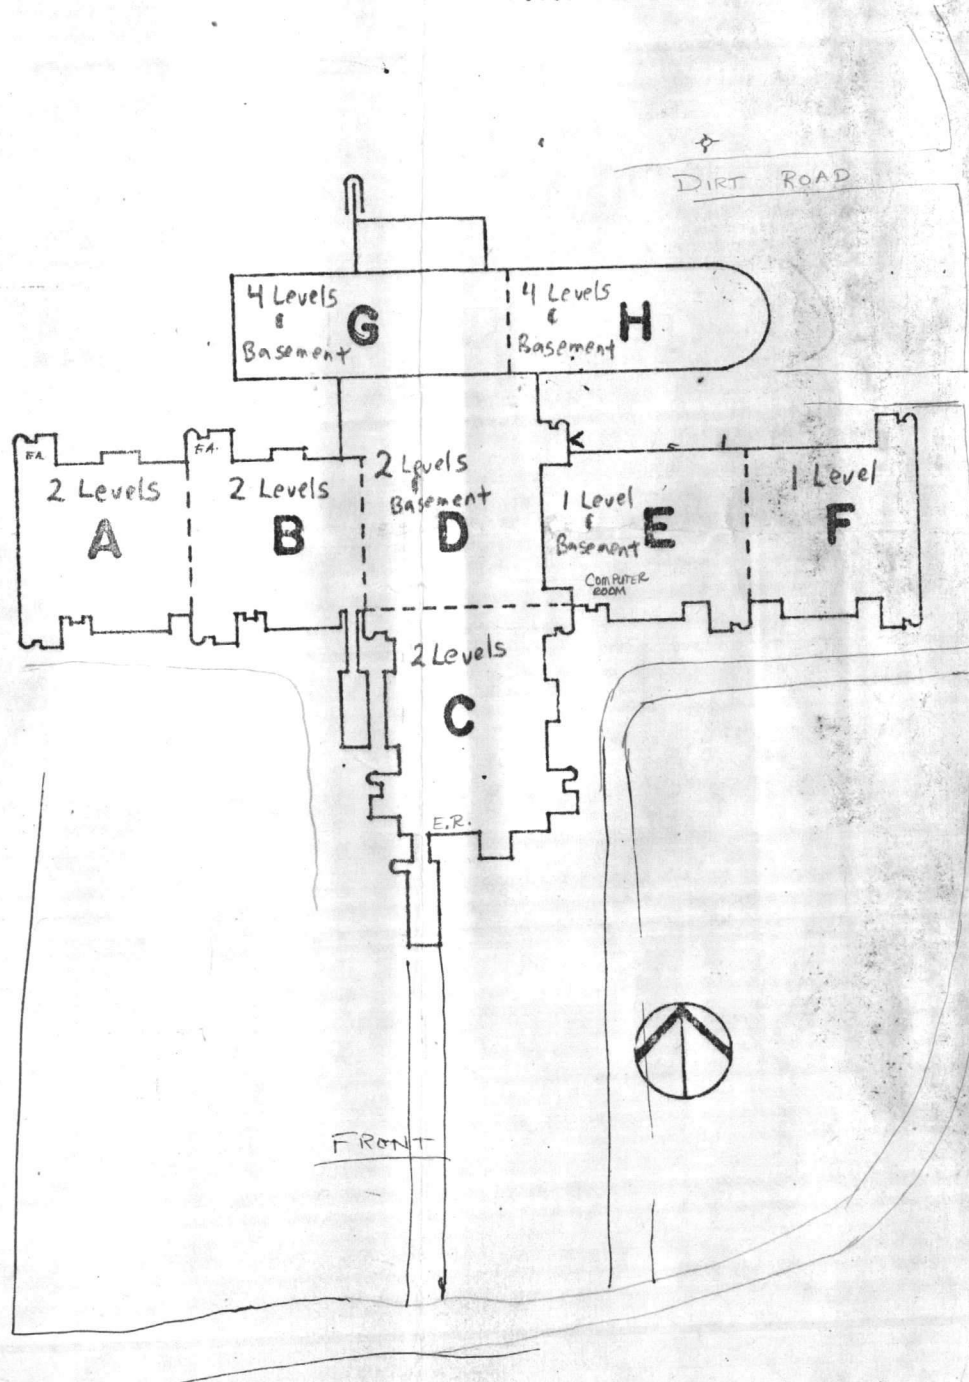 DIRT ROAD
4 Levels
&
Basement
G
4 Levels
&
Basement
H
E.A.
2 Levels
A
E.A.
2 Levels
B
2 Levels
&
Basement
D
1 Level
&
Basement
E
COMPUTER
ROOM
1 Level
F
2 Levels
C
E.R.
FRONT